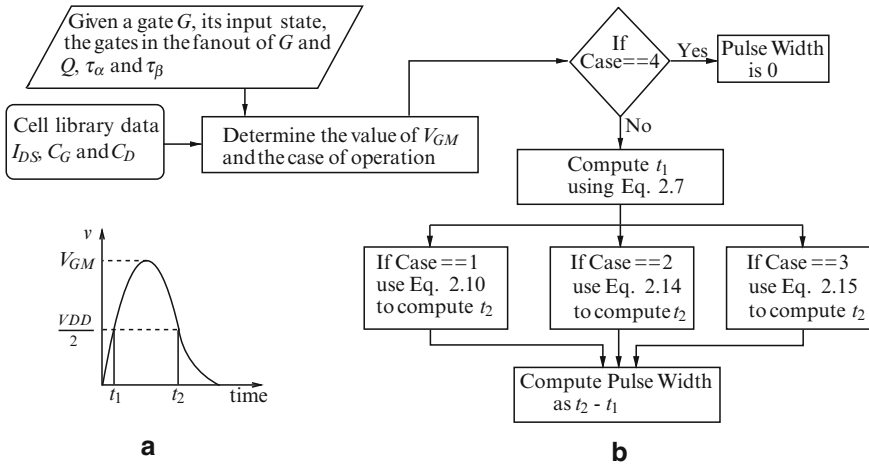 Given a gate G, its input state,
the gates in the fanout of G and
Q, τα and τβ
Cell library data
IDS, CG and CD
Determine the value of VGM
and the case of operation
If
Case==4
Yes
Pulse Width
is 0
No
Compute t1
using Eq. 2.7
If Case==1
use Eq. 2.10
to compute t2
If Case==2
use Eq. 2.14
to compute t2
If Case==3
use Eq. 2.15
to compute t2
Compute Pulse Width
as t2 - t1
v
VGM
VDD
2
t1
t2
time
a
b